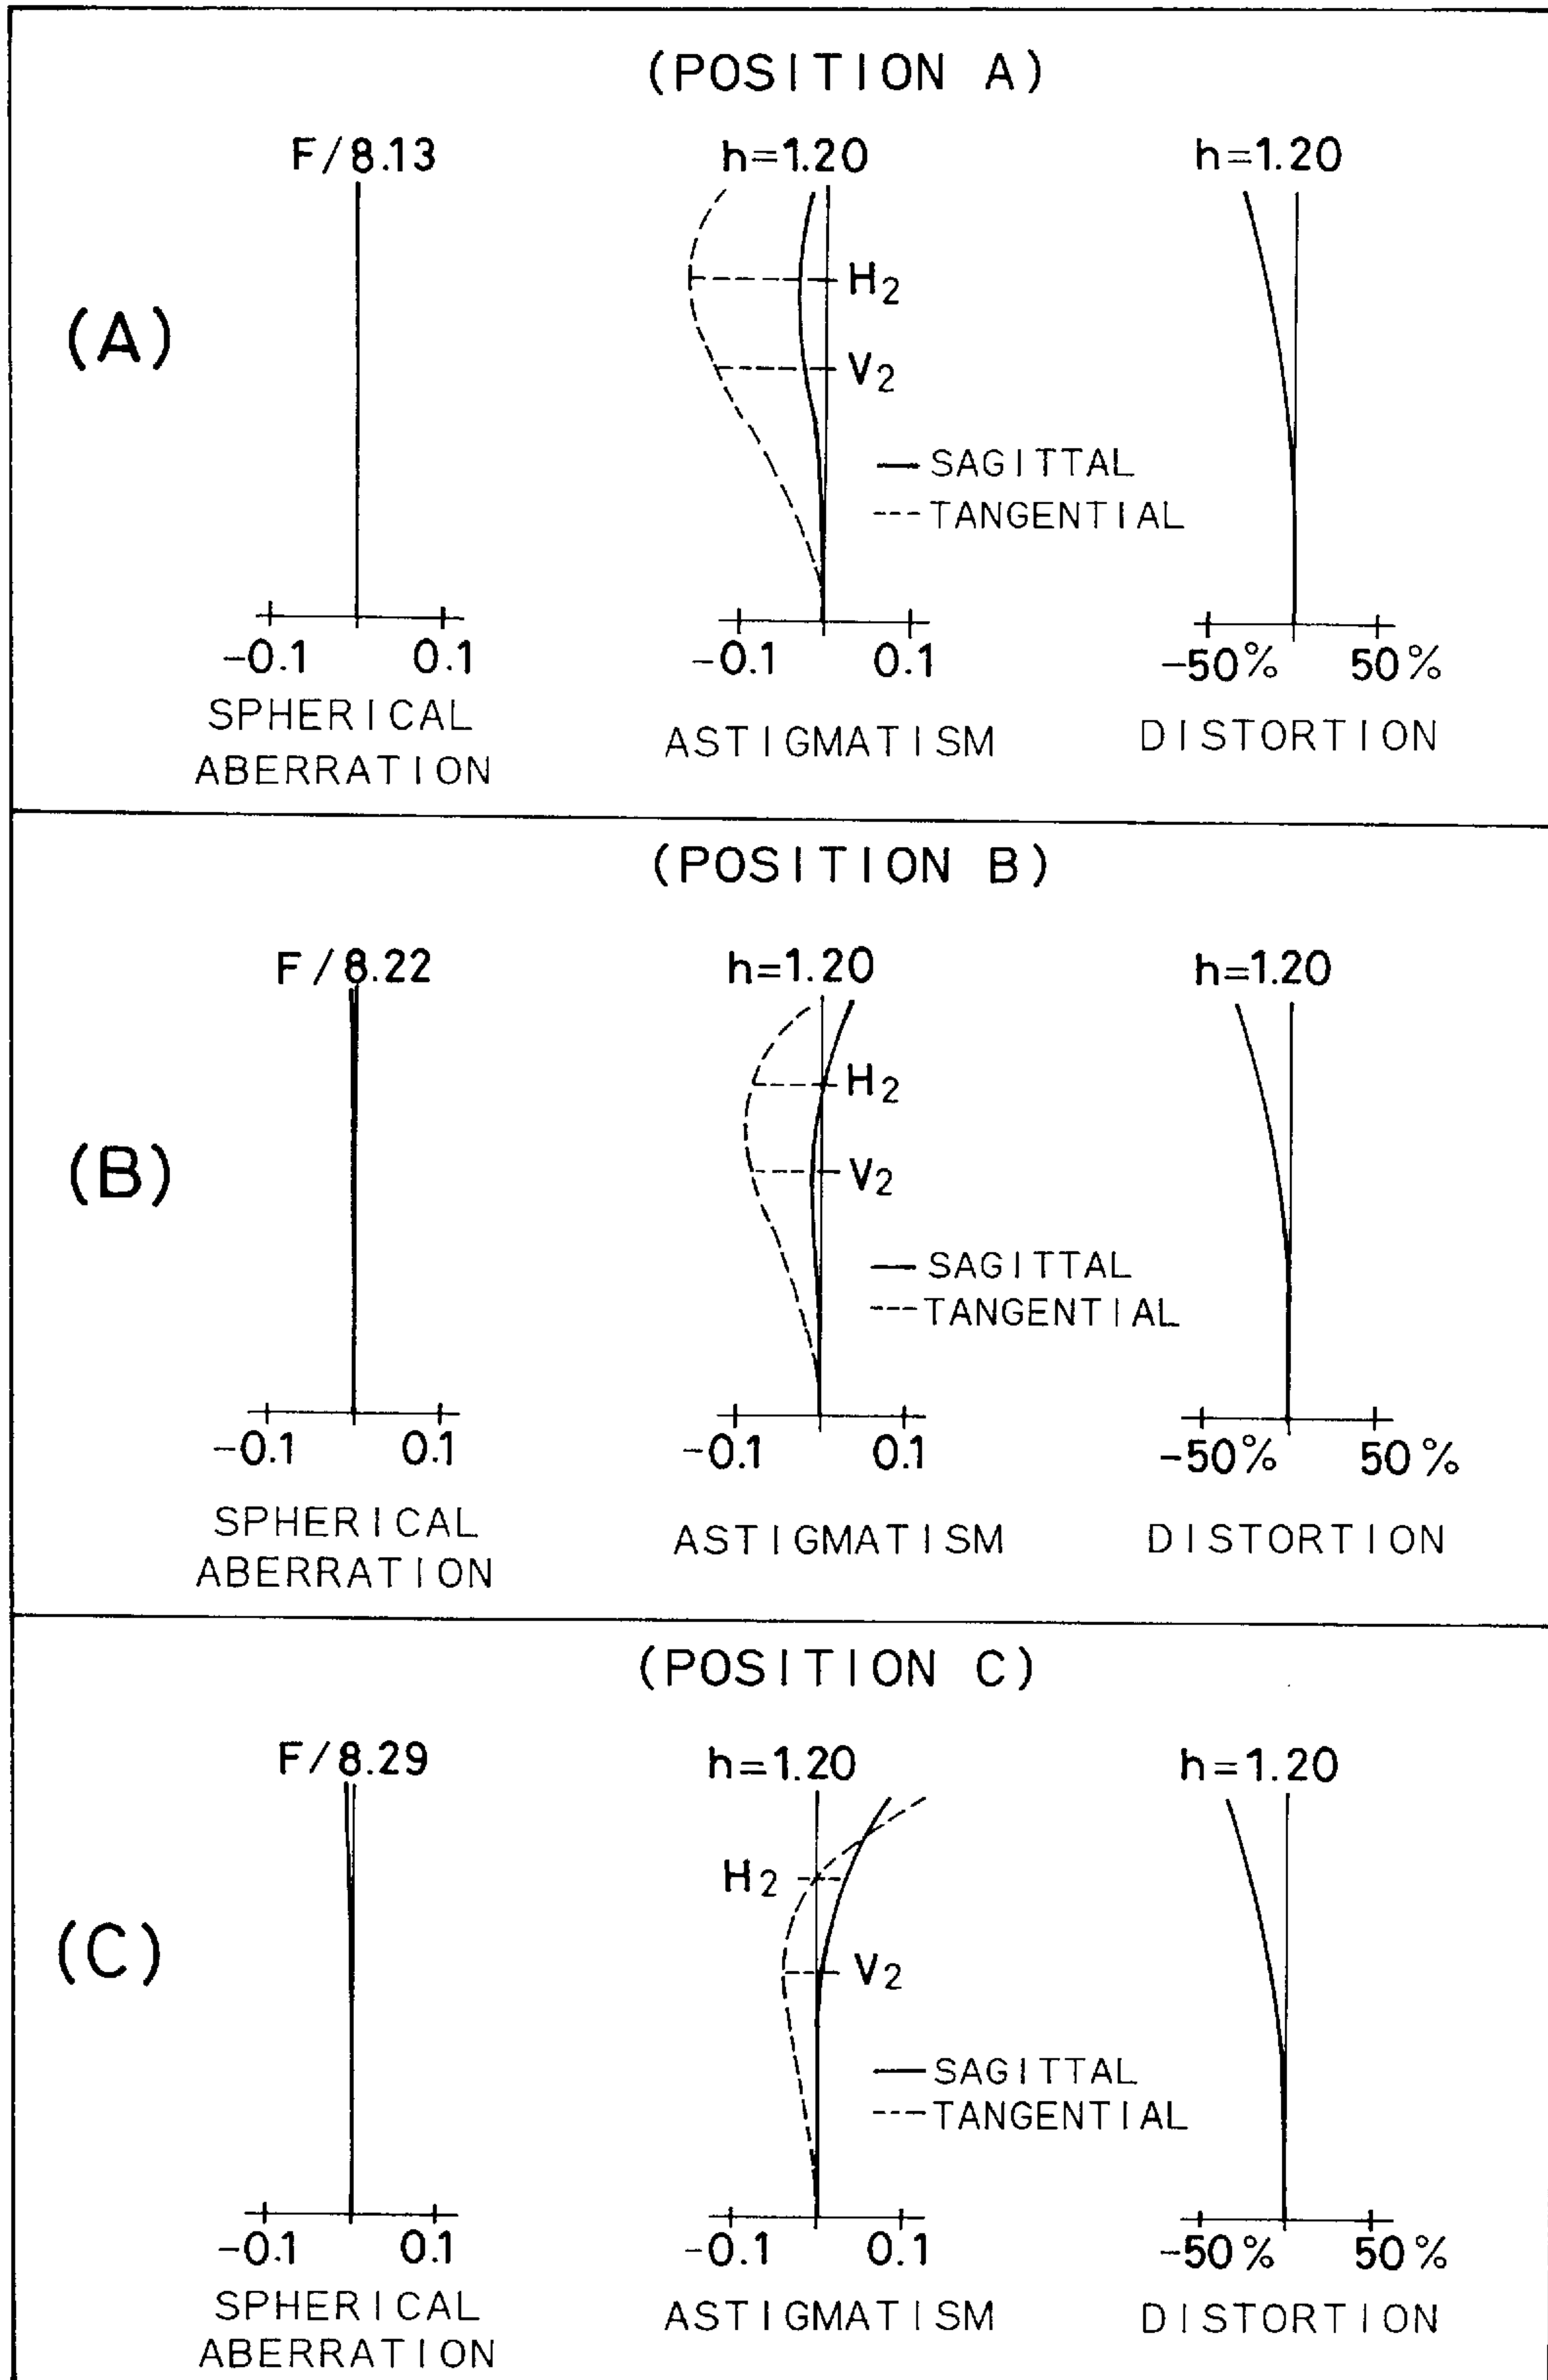 (POSITION A)
F/8.13
h=1.20
h=1.20
(A)
H2
V2
SAGITTAL
TANGENTIAL
-0.1 0.1
-0.1 0.1
-50% 50%
SPHERICAL
ABERRATION
ASTIGMATISM
DISTORTION
(POSITION B)
F/8.22
h=1.20
h=1.20
(B)
H2
V2
SAGITTAL
TANGENTIAL
-0.1 0.1
-0.1 0.1
-50% 50%
SPHERICAL
ABERRATION
ASTIGMATISM
DISTORTION
(POSITION C)
F/8.29
h=1.20
h=1.20
(C)
H2
V2
SAGITTAL
TANGENTIAL
-0.1 0.1
-0.1 0.1
-50% 50%
SPHERICAL
ABERRATION
ASTIGMATISM
DISTORTION